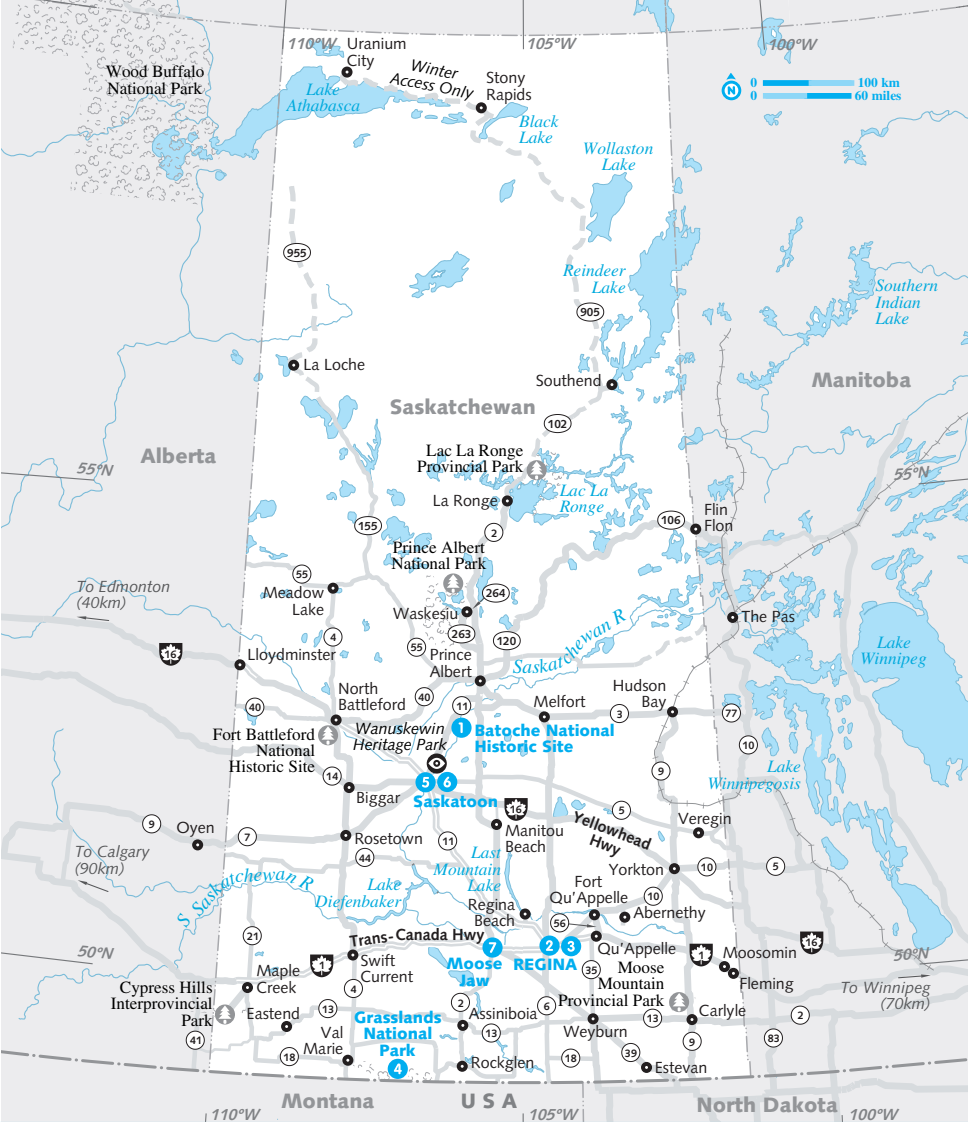 110°W
105°W
100°W
Uranium
City
Wood Buffalo
National Park
Winter
Access Only
Stony
Rapids
Lake
Athabasca
0 100 km
0 60 miles
N
Black
Lake
Wollaston
Lake
955
Reindeer
Lake
Southern
Indian
Lake
905
La Loche
Southend
Manitoba
Saskatchewan
102
Alberta
Lac La Ronge
Provincial Park
55°N
55°N
La Ronge
Lac La
Ronge
Flin
Flon
106
155
2
Prince Albert
National Park
55
To Edmonton
(40km)
Meadow
Lake
264
Waskesiu
The Pas
4
263
120
55
Saskatchewan R
Lake
Winnipeg
16
Lloydminster
Prince
Albert
North
Battleford
40
40
11
Melfort
Hudson
Bay
3
77
Fort Battleford
National
Historic Site
Wanuskewin
Heritage Park
1
Batoche National
Historic Site
10
14
5 6
Saskatoon
9
Lake
Winnipegosis
Biggar
16
5
Veregin
9
Oyen
7
Rosetown
11
Manitou
Beach
Yellowhead
Hwy
To Calgary
(90km)
44
Last
Mountain
Lake
Yorkton
10
5
S Saskatchewan R
Lake
Diefenbaker
Fort
Qu'Appelle
10
Regina
Beach
Abernethy
56
21
Trans-Canada Hwy
7
Moose
Jaw
2 3
REGINA
Qu'Appelle
1
16
50°N
50°N
Moosomin
1
Swift
Current
35
Moose
Mountain
Provincial Park
Fleming
To Winnipeg
(70km)
Cypress Hills
Interprovincial
Park
Maple
Creek
4
2
6
Eastend
13
Grasslands
National
Park
Assiniboia
13
Weyburn
13
Carlyle
2
41
Val
Marie
18
4
Rockglen
18
39
9
83
Estevan
Montana
U S A
North Dakota
110°W
105°W
100°W